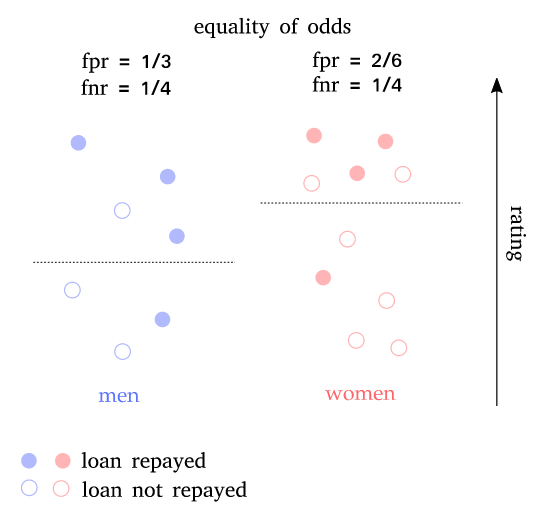 equality of odds
fpr = 1/3
fnr = 1/4
fpr = 2/6
fnr = 1/4
rating
men
women
loan repayed
loan not repayed